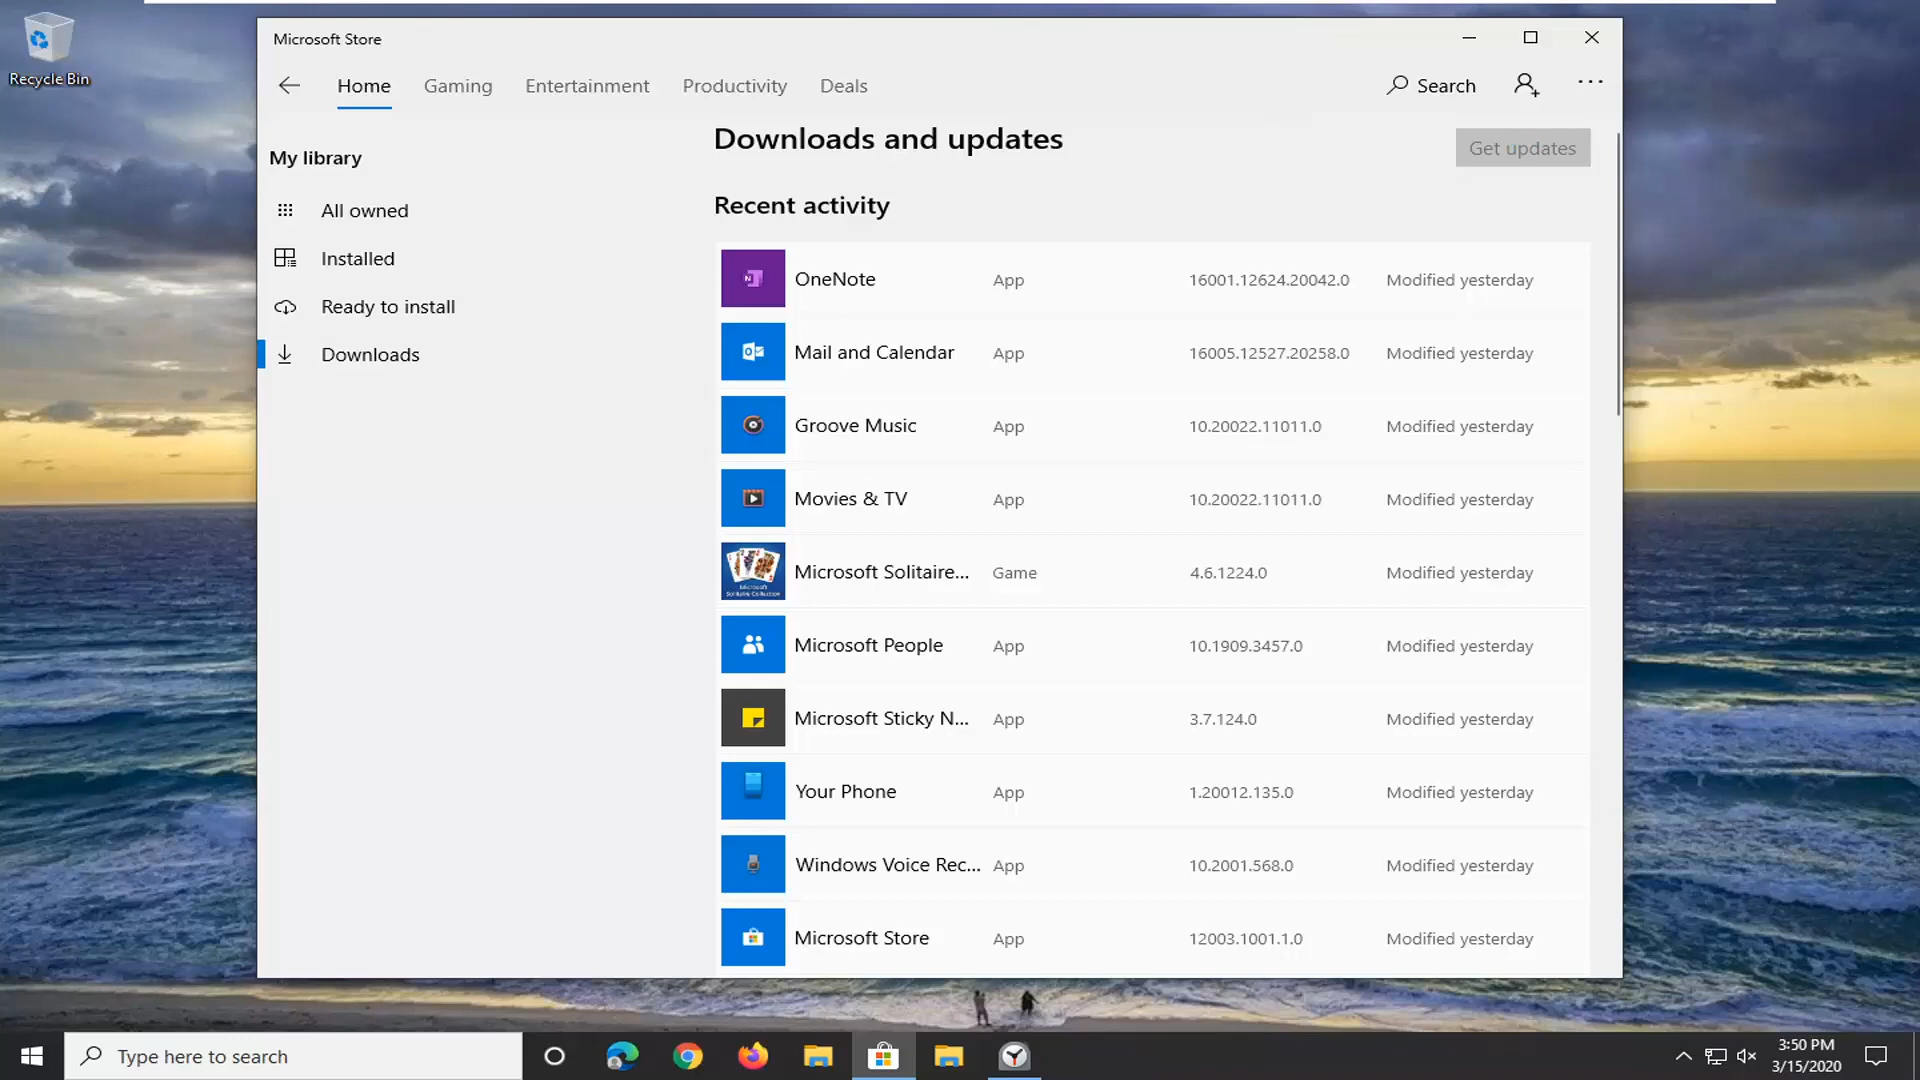 Recycle Bin
Microsoft Store
Home Gaming Entertainment Productivity Deals Search
My library
All owned
Installed
Ready to install
Downloads
Downloads and updates
Get updates
Recent activity
OneNote App 16001.12624.20042.0 Modified yesterday
Mail and Calendar App 16005.12527.20258.0 Modified yesterday
Groove Music App 10.20022.11011.0 Modified yesterday
Movies & TV App 10.20022.11011.0 Modified yesterday
Microsoft Solitaire... Game 4.6.1224.0 Modified yesterday
Microsoft
Solitaire Collection
Microsoft People App 10.1909.3457.0 Modified yesterday
Microsoft Sticky N... App 3.7.124.0 Modified yesterday
Your Phone App 1.20012.135.0 Modified yesterday
Windows Voice Rec... App 10.2001.568.0 Modified yesterday
Microsoft Store App 12003.1001.1.0 Modified yesterday
Type here to search
3:50 PM
3/15/2020